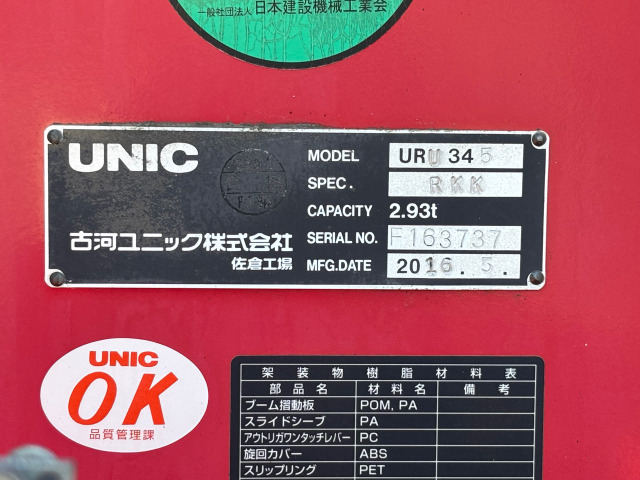 一般社団法人 日本建設機械工業会
UNIC
MODEL URU345
SPEC. RKK
CAPACITY 2.93t
古河ユニック株式会社
SERIAL NO. F163737
佐倉工場
MFG.DATE 2016.5.
UNIC
OK
品質管理課
架装物樹脂材料表
部品名 材料名 備考
ブーム摺動板 POM, PA
スライドシーブ PA
アウトリガワンタッチレバー PC
旋回カバー ABS
スリップリング PET